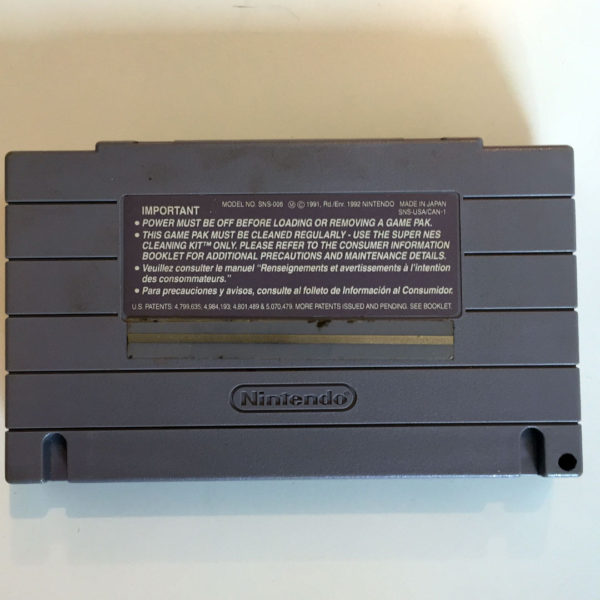 IMPORTANT
MODEL NO. SNS-006 Ⓜ © 1991, Rd./Enr. 1992 NINTENDO
MADE IN JAPAN
SNS-USA/CAN-1
• POWER MUST BE OFF BEFORE LOADING OR REMOVING A GAME PAK.
• THIS GAME PAK MUST BE CLEANED REGULARLY - USE THE SUPER NES
CLEANING KIT™ ONLY. PLEASE REFER TO THE CONSUMER INFORMATION
BOOKLET FOR ADDITIONAL PRECAUTIONS AND MAINTENANCE DETAILS.
• Veuillez consulter le manuel "Renseignements et avertissements à l'intention
des consommateurs."
• Para precauciones y avisos, consulte al folleto de Información al Consumidor.
U.S. PATENTS: 4,799,635; 4,984,193; 4,801,489 & 5,070,479. MORE PATENTS ISSUED AND PENDING. SEE BOOKLET.
Nintendo